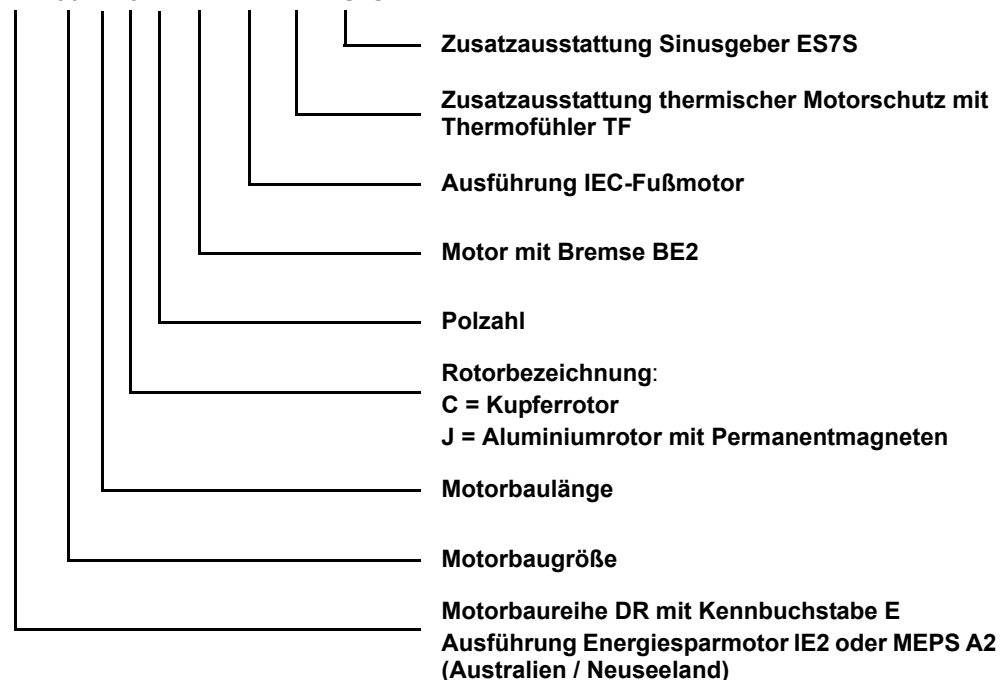 Zusatzausstattung Sinusgeber ES7S
Zusatzausstattung thermischer Motorschutz mit
Thermofühler TF
Ausführung IEC-Fußmotor
Motor mit Bremse BE2
Polzahl
Rotorbezeichnung:
C = Kupferrotor
J = Aluminiumrotor mit Permanentmagneten
Motorbaulänge
Motorbaugröße
Motorbaureihe DR mit Kennbuchstabe E
Ausführung Energiesparmotor IE2 oder MEPS A2
(Australien / Neuseeland)